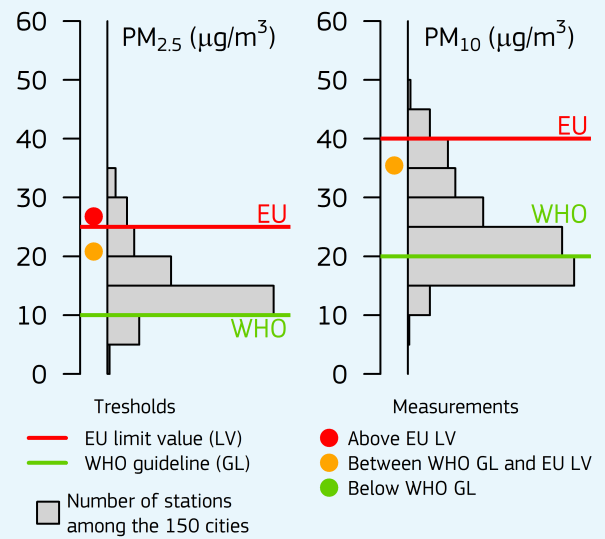 PM2.5 (µg/m³)
60
50
40
30
20
10
0
EU
WHO
PM10 (µg/m³)
60
50
40
30
20
10
0
EU
WHO
Tresholds
EU limit value (LV)
WHO guideline (GL)
Number of stations
among the 150 cities
Measurements
Above EU LV
Between WHO GL and EU LV
Below WHO GL